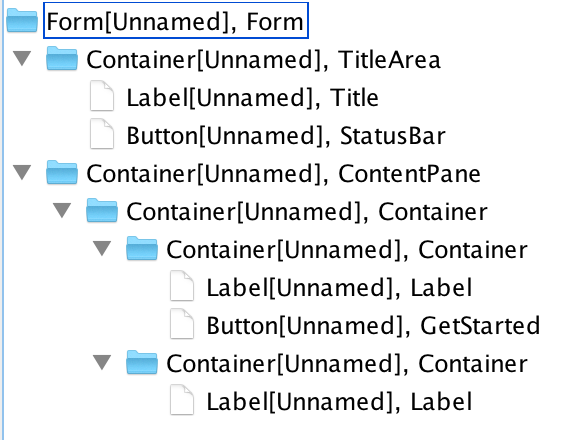 Form[Unnamed], Form
Container[Unnamed], TitleArea
Label[Unnamed], Title
Button[Unnamed], StatusBar
Container[Unnamed], ContentPane
Container[Unnamed], Container
Container[Unnamed], Container
Label[Unnamed], Label
Button[Unnamed], GetStarted
Container[Unnamed], Container
Label[Unnamed], Label